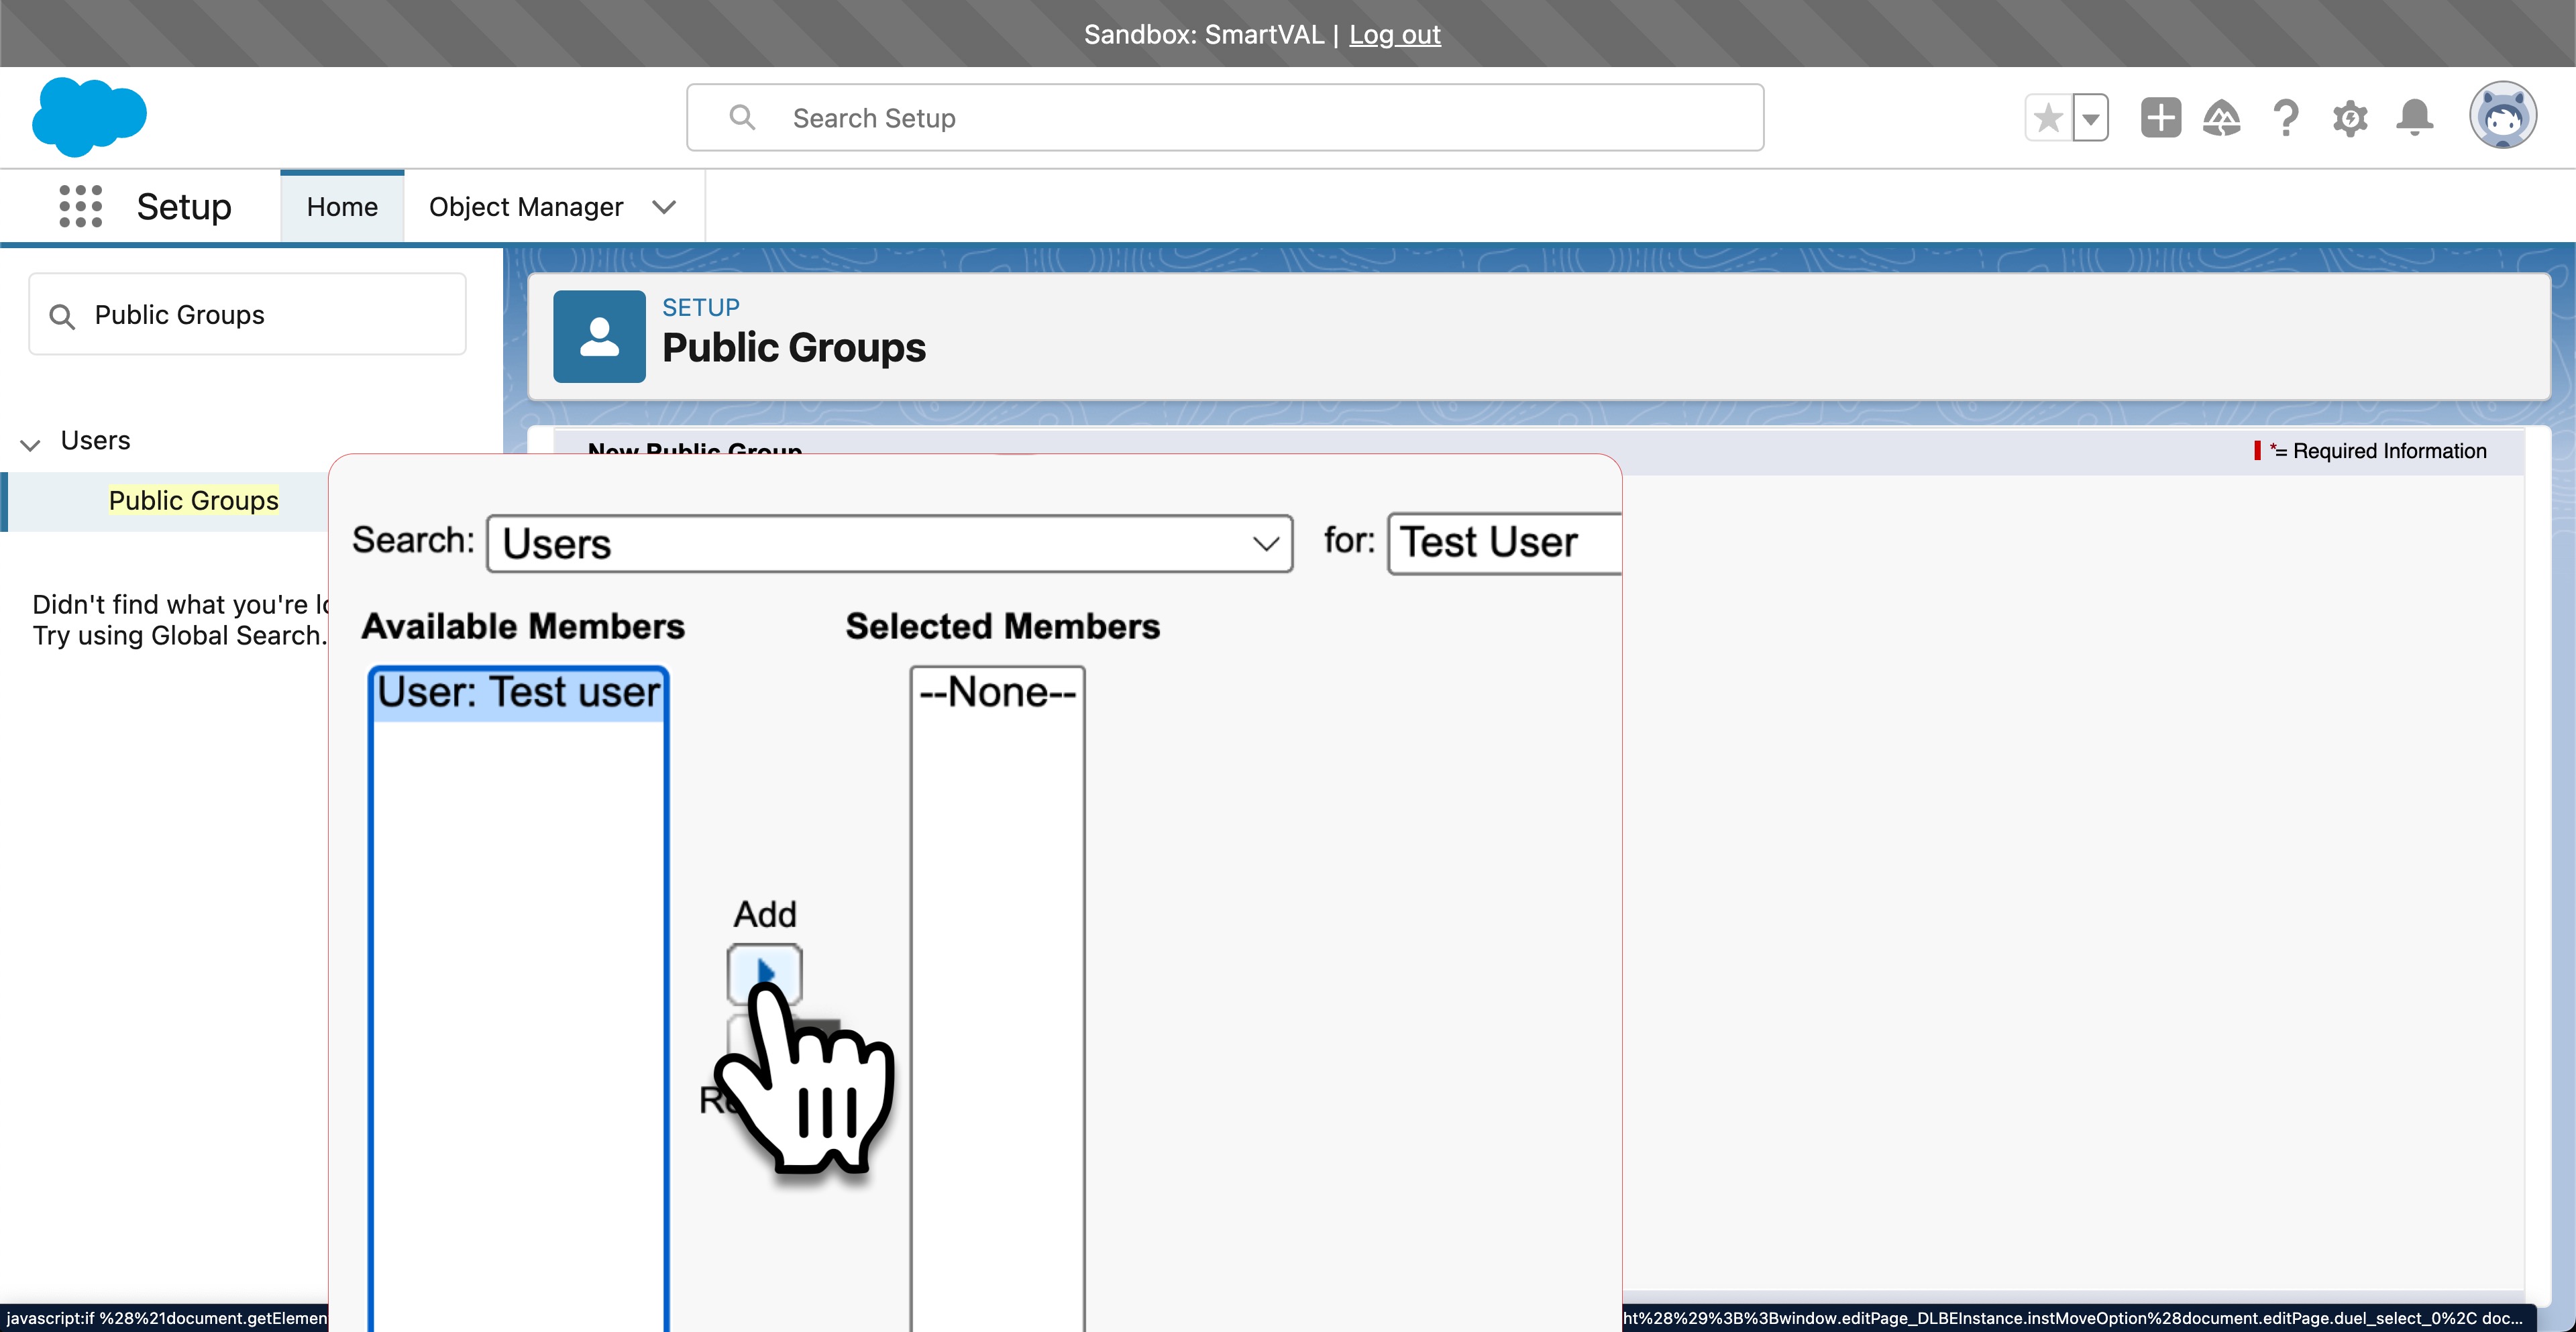 Sandbox: SmartVAL | Log out
Search Setup
Setup
Home
Object Manager
Public Groups
SETUP
Public Groups
Users
Public Groups
Didn't find what you're
Try using Global Search.
New Public Group
*= Required Information
Search: Users for: Test User
Available Members
Selected Members
User: Test user
--None--
Add
javascript:if %28%21document.getElemen
ht%28%29%3B%3Bwindow.editPage_DLBEInstance.instMoveOption%28document.editPage.duel_select_0%2C doc...